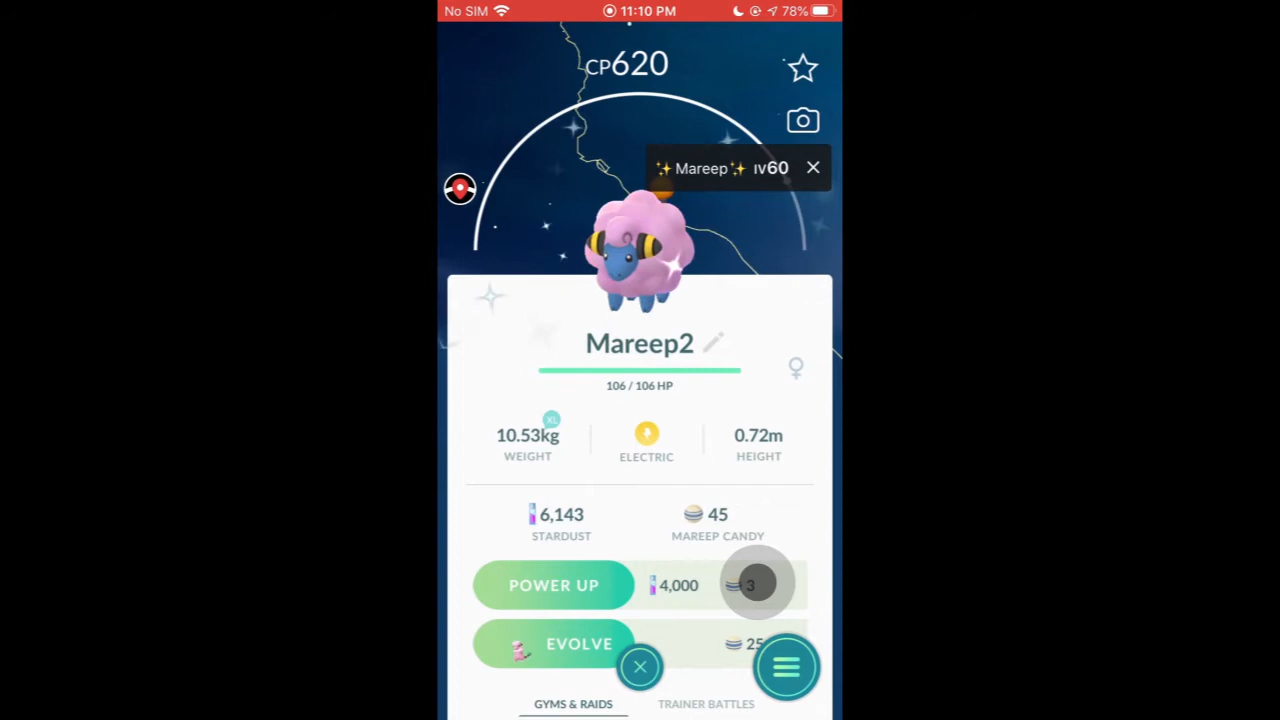 No SIM 11:10 PM 78%
CP620
✨Mareep✨ IV60 ×
Mareep2
106 / 106 HP
XL
10.53kg 0.72m
WEIGHT ELECTRIC HEIGHT
6,143 45
STARDUST MAREEP CANDY
POWER UP 4,000 3
EVOLVE 25
GYMS & RAIDS TRAINER BATTLES